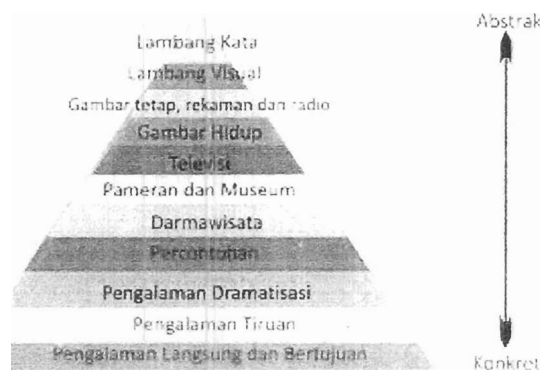 Abstrak
Lambang Kata
Lambang Visual
Gambar tetap, rekaman dan radio
Gambar Hidup
Televisi
Pameran dan Museum
Darmawisata
Percontohan
Pengalaman Dramatisasi
Pengalaman Tiruan
Pengalaman Langsung dan Bertujuan
Konkret